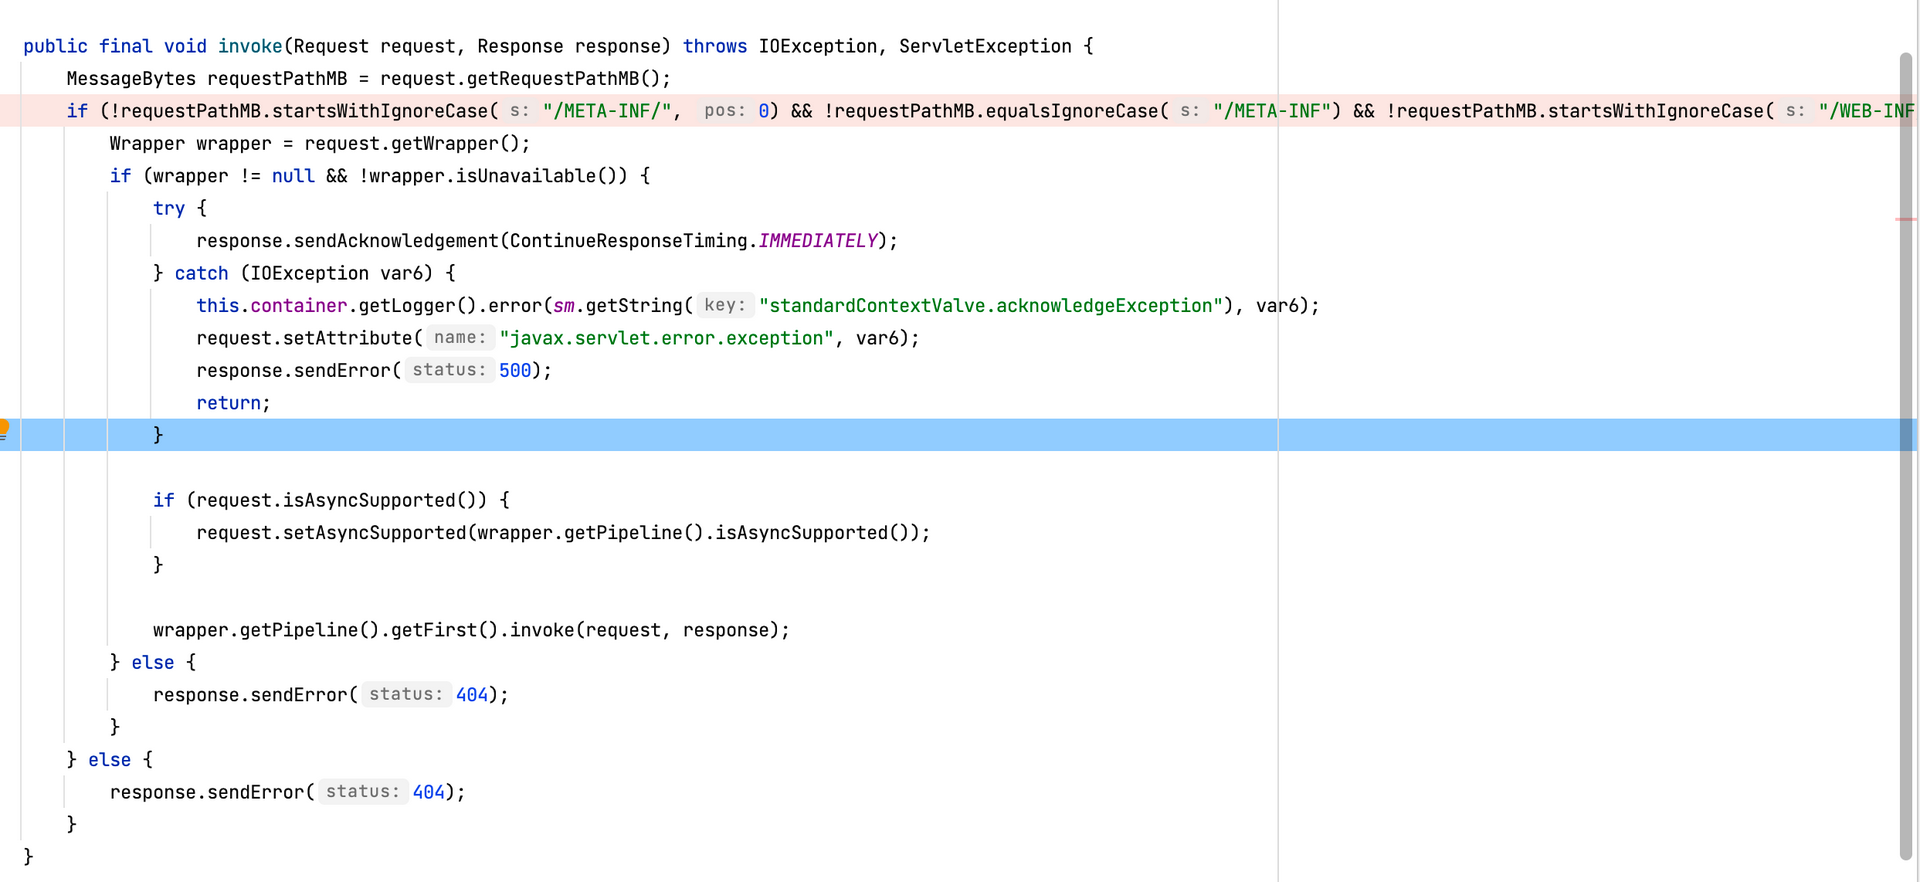 public final void invoke(Request request, Response response) throws IOException, ServletException {
    MessageBytes requestPathMB = request.getRequestPathMB();
    if (!requestPathMB.startsWithIgnoreCase( s: "/META-INF/", pos: 0) && !requestPathMB.equalsIgnoreCase( s: "/META-INF") && !requestPathMB.startsWithIgnoreCase( s: "/WEB-INF
        Wrapper wrapper = request.getWrapper();
        if (wrapper != null && !wrapper.isUnavailable()) {
            try {
                response.sendAcknowledgement(ContinueResponseTiming.IMMEDIATELY);
            } catch (IOException var6) {
                this.container.getLogger().error(sm.getString( key: "standardContextValve.acknowledgeException"), var6);
                request.setAttribute( name: "javax.servlet.error.exception", var6);
                response.sendError( status: 500);
                return;
            }

            if (request.isAsyncSupported()) {
                request.setAsyncSupported(wrapper.getPipeline().isAsyncSupported());
            }

            wrapper.getPipeline().getFirst().invoke(request, response);
        } else {
            response.sendError( status: 404);
        }
    } else {
        response.sendError( status: 404);
    }
}